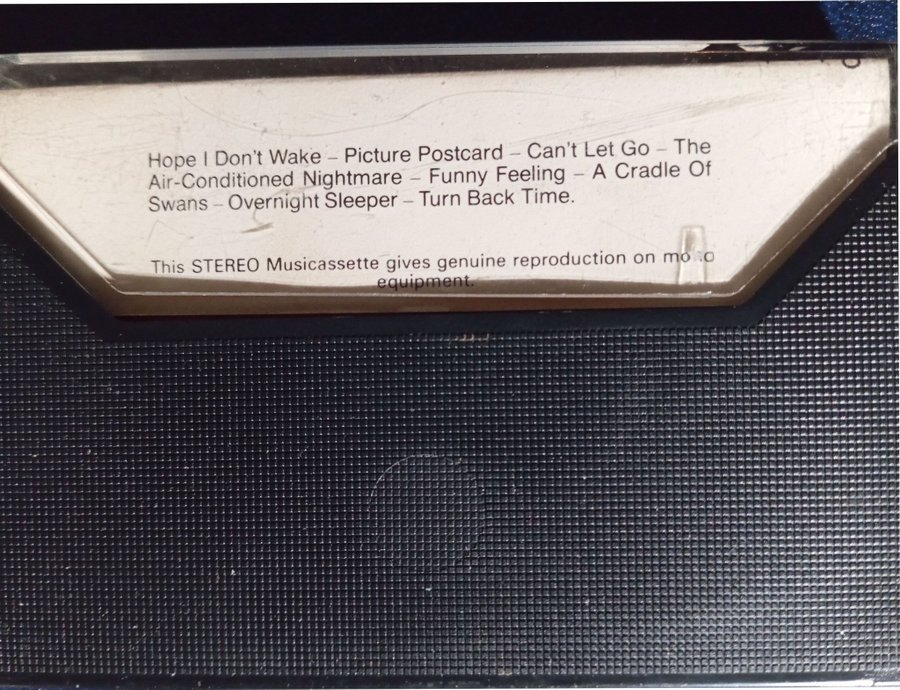 Hope I Don't Wake – Picture Postcard – Can't Let Go – The
Air-Conditioned Nightmare – Funny Feeling – A Cradle Of
Swans – Overnight Sleeper – Turn Back Time.
This STEREO Musicassette gives genuine reproduction on mono
equipment.